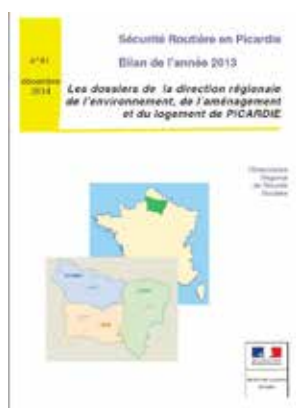 Sécurité Routière en Picardie
n°61
Bilan de l'année 2013
décembre
2014
Les dossiers de la direction régionale
de l'environnement, de l'aménagement
et du logement de PICARDIE
Observatoire
Régional
de Sécurité
Routière